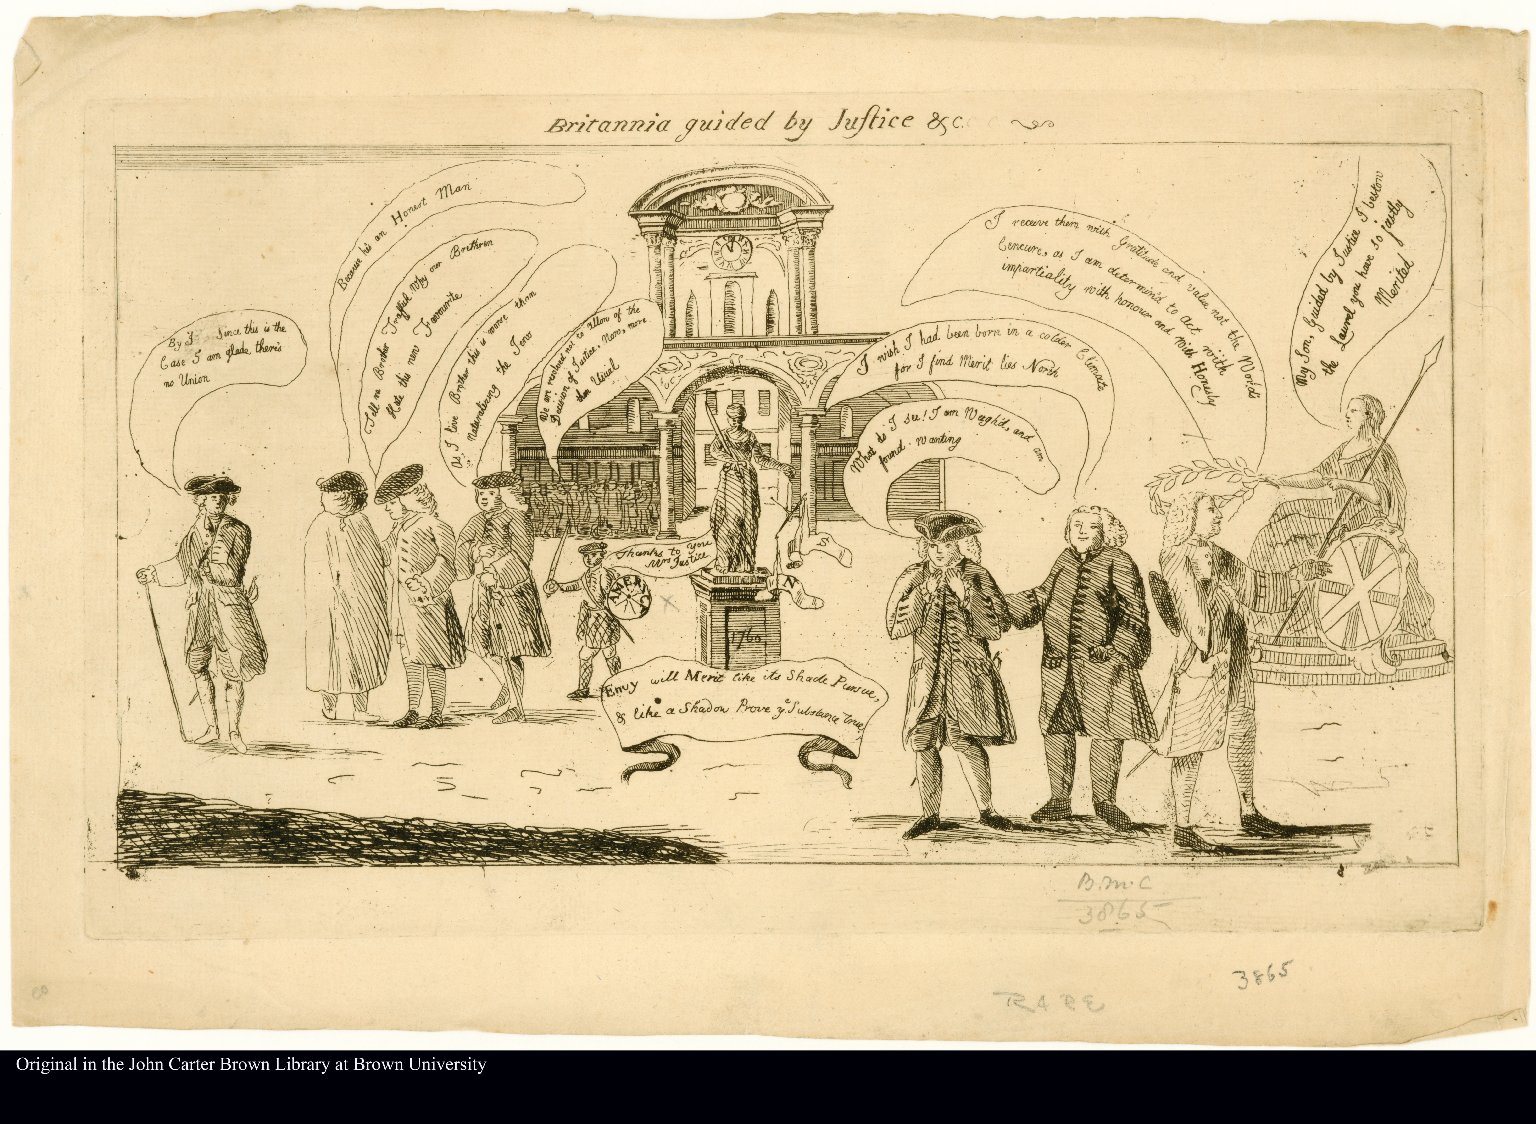 Britannia guided by Justice &c.
By J Since this is the
Case I am glade there's
no Union
Because he's an Honest Man
Tell me Brother Trafficd Why our Brethren
Hate this new Favourite
As I live Brother this is worse than
Naturalizing the Jews
We are resolved not to allow of the
Decision of Justice, Now, more
than Usual
Thanks to you
Mrs Justice
AMERICA
I receive them with Gratitude and value not the World's
Censure, as I am determin'd to act with
impartiality with honour and with Honesty
I wish I had been born in a colder Climate
for I find Merit lies North
What do I see! I am Weigh'd, and am
found Wanting
My Son, Guided by Justice I bestow
the Laurel you have so justly
Merited
S
N
1760
Envy will Merit like its Shade Pursue,
& like a Shadow Prove ye Substance true
B.M.C
3865
3865
RARE
Original in the John Carter Brown Library at Brown University